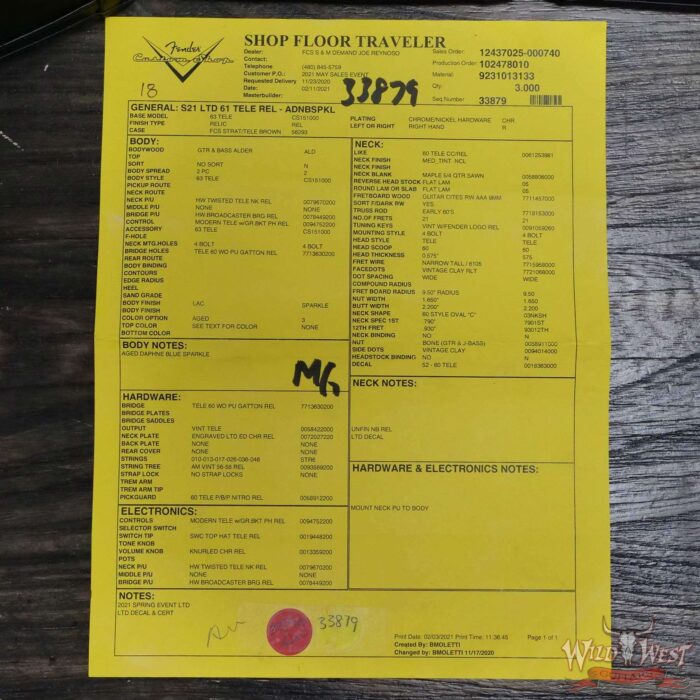 Fender
Custom Shop
18
SHOP FLOOR TRAVELER
Dealer: FCS S & M DEMAND JOE REYNOSO
Contact:
Telephone (480) 845-5759
Customer P.O.: 2021 MAY SALES EVENT
Requested Delivery 11/23/2020
Date: 02/11/2021
Masterbuilder:
33879
Sales Order: 12437025-000740
Production Order: 102478010
Material 9231013133
Qty: 3.000
Seq Number 33879
GENERAL: S21 LTD 61 TELE REL - ADNBSPKL
BASE MODEL 63 TELE CS151000 PLATING CHROME/NICKEL HARDWARE CHR
FINISH TYPE RELIC REL LEFT OR RIGHT RIGHT HAND R
CASE FCS STRAT/TELE BROWN 56293
BODY:
BODYWOOD GTR & BASS ALDER ALD
TOP
SORT NO SORT N
BODY SPREAD 2 PC 2
BODY STYLE 63 TELE CS151000
PICKUP ROUTE
NECK ROUTE
NECK P/U HW TWISTED TELE NK REL 0079670200
MIDDLE P/U NONE NONE
BRIDGE P/U HW BROADCASTER BRG REL 0078449200
CONTROL MODERN TELE w/GR BKT PH REL 0094752200
ACCESSORY 63 TELE CS151000
F-HOLE
NECK MTG.HOLES 4 BOLT 4 BOLT
BRIDGE HOLES TELE 60 WO PU GATTON REL 7713630200
REAR ROUTE
BODY BINDING
CONTOURS
EDGE RADIUS
HEEL
SAND GRADE
BODY FINISH LAC SPARKLE
BODY FINISH
COLOR OPTION AGED 3
TOP COLOR SEE TEXT FOR COLOR NONE
BOTTOM COLOR
BODY NOTES:
AGED DAPHNE BLUE SPARKLE
HARDWARE:
BRIDGE TELE 60 WO PU GATTON REL 7713630200
BRIDGE PLATES
BRIDGE SADDLES
OUTPUT VINT TELE 0058422000
NECK PLATE ENGRAVED LTD ED CHR REL 0072027220
BACK PLATE NONE NONE
REAR COVER NONE NONE
STRINGS 010-013-017-026-036-046 STR6
STRING TREE AM VINT 56-58 REL 0093569200
STRAP LOCK NO STRAP LOCKS NONE
TREM ARM
TREM ARM TIP
PICKGUARD 60 TELE P/B/P NITRO REL 0058912200
ELECTRONICS:
CONTROLS MODERN TELE w/GR BKT PH REL 0094752200
SELECTOR SWITCH
SWITCH TIP SWC TOP HAT TELE REL 0019448200
TONE KNOB
VOLUME KNOB KNURLED CHR REL 0013359200
POTS
NECK P/U HW TWISTED TELE NK REL 0079670200
MIDDLE P/U NONE NONE
BRIDGE P/U HW BROADCASTER BRG REL 0078449200
NECK:
LIKE 60 TELE CC/REL 0061253981
NECK FINISH MED_TINT NCL
NECK FINISH
NECK BLANK MAPLE 5/4 QTR SAWN 0058806000
REVERSE HEAD STOCK FLAT LAM 05
ROUND LAM OR SLAB FLAT LAM 05
FRETBOARD WOOD GUITAR CITES RW AAA 9MM 7711457000
SORT F/DARK RW YES
TRUSS ROD EARLY 60'S 7718153000
NO.OF FRETS 21 21
TUNING KEYS VINT W/FENDER LOGO REL 0091059260
MOUNTING STYLE 4 BOLT 4 BOLT
HEAD STYLE TELE TELE
HEAD SCOOP 60 60
HEAD THICKNESS 0.575" 575
FRET WIRE NARROW TALL / 6105 7715958000
FACEDOTS VINTAGE CLAY RLT 7721068000
DOT SPACING WIDE WIDE
COMPOUND RADIUS
FRET BOARD RADIUS 9.50" RADIUS 9.50
NUT WIDTH 1.650" 1.650
BUTT WIDTH 2.200" 2.200
NECK SHAPE 60 STYLE OVAL "C" 03NKSH
NECK SPEC 1ST .790" 7901ST
12TH FRET .930" 93012TH
NECK BINDING NO N
NUT BONE (GTR & J-BASS) 0058911000
SIDE DOTS VINTAGE CLAY 0094014000
HEADSTOCK BINDING NO N
DECAL 52 - 60 TELE 0018363000
NECK NOTES:
UNFIN NB REL
LTD DECAL
HARDWARE & ELECTRONICS NOTES:
MOUNT NECK PU TO BODY
NOTES:
2021 SPRING EVENT LTD
LTD DECAL & CERT
33879
Print Date: 02/03/2021 Print Time: 11:36:45 Page 1 of 1
Created By: BMOLETTI
Changed by: BMOLETTI 11/17/2020
WILD WEST
GUITARS